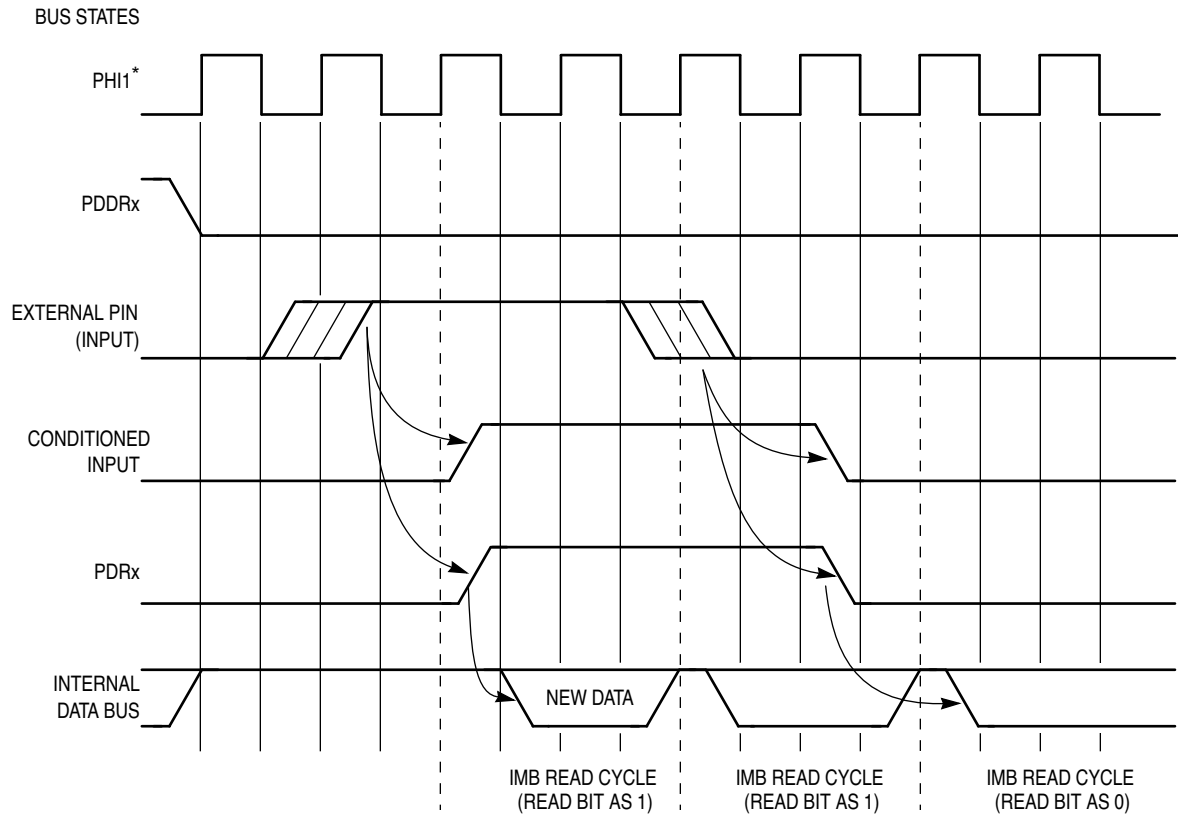 BUS STATES
PHI1*
PDDRx
EXTERNAL PIN
(INPUT)
CONDITIONED
INPUT
PDRx
INTERNAL
DATA BUS
NEW DATA
IMB READ CYCLE
(READ BIT AS 1)
IMB READ CYCLE
(READ BIT AS 1)
IMB READ CYCLE
(READ BIT AS 0)